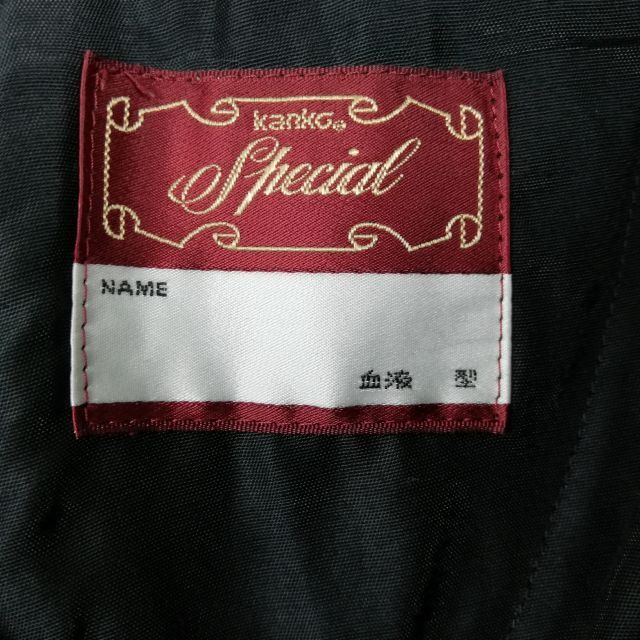 kanko®
Special
NAME
血液 型